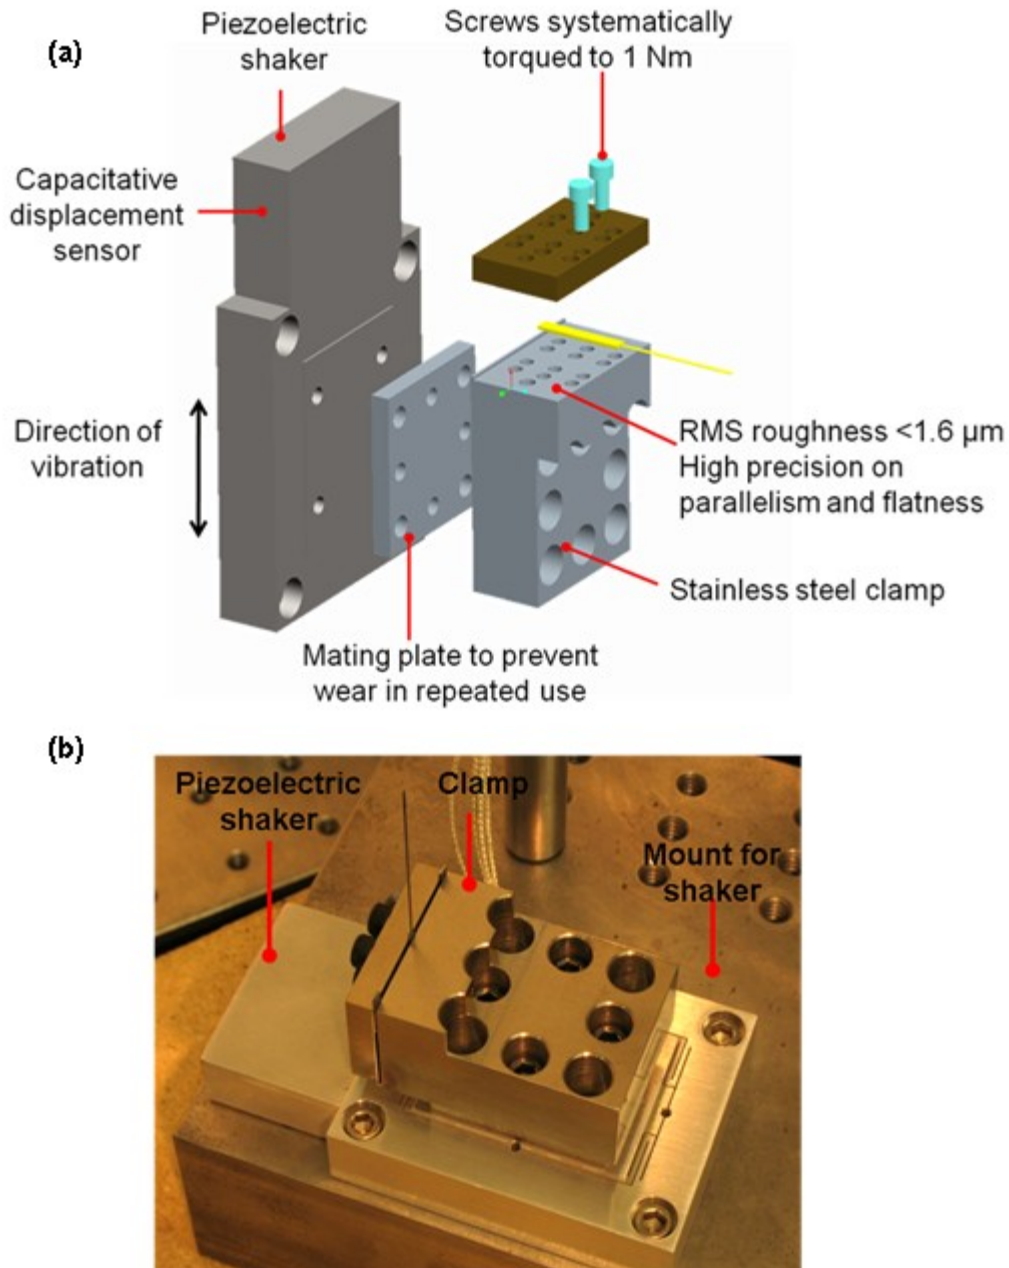 (a)
Piezoelectric
shaker
Screws systematically
torqued to 1 Nm
Capacitative
displacement
sensor
Direction of
vibration
RMS roughness <1.6 µm
High precision on
parallelism and flatness
Stainless steel clamp
Mating plate to prevent
wear in repeated use
(b)
Piezoelectric
shaker
Clamp
Mount for
shaker